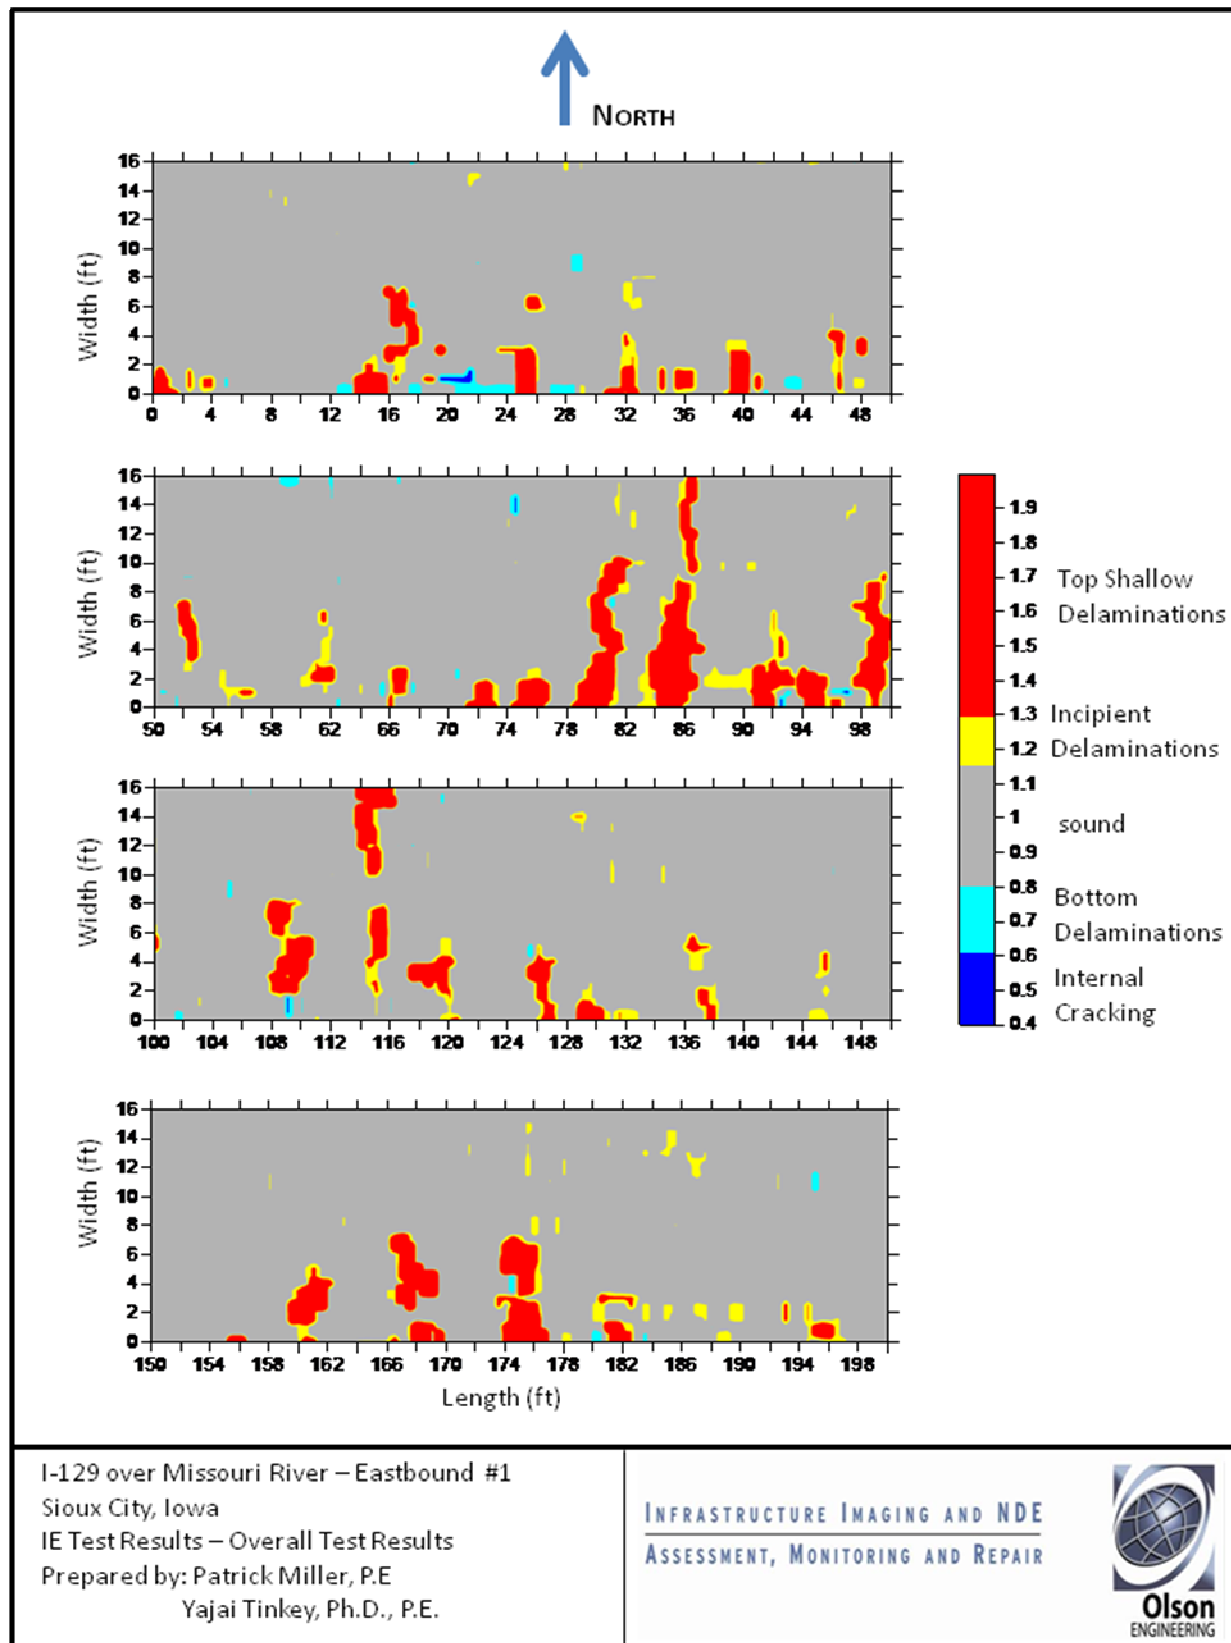 NORTH
Width (ft)
16
14
12
10
8
6
4
2
0
0 4 8 12 16 20 24 28 32 36 40 44 48
Width (ft)
16
14
12
10
8
6
4
2
0
50 54 58 62 66 70 74 78 82 86 90 94 98
Width (ft)
16
14
12
10
8
6
4
2
0
100 104 108 112 116 120 124 128 132 136 140 144 148
Width (ft)
16
14
12
10
8
6
4
2
0
150 154 158 162 166 170 174 178 182 186 190 194 198
Length (ft)
1.9
1.8
1.7
1.6
1.5
1.4
1.3
1.2
1.1
1
0.9
0.8
0.7
0.6
0.5
0.4
Top Shallow
Delaminations
Incipient
Delaminations
sound
Bottom
Delaminations
Internal
Cracking
I-129 over Missouri River – Eastbound #1
Sioux City, Iowa
IE Test Results – Overall Test Results
Prepared by: Patrick Miller, P.E
Yajai Tinkey, Ph.D., P.E.
INFRASTRUCTURE IMAGING AND NDE
ASSESSMENT, MONITORING AND REPAIR
Olson
ENGINEERING